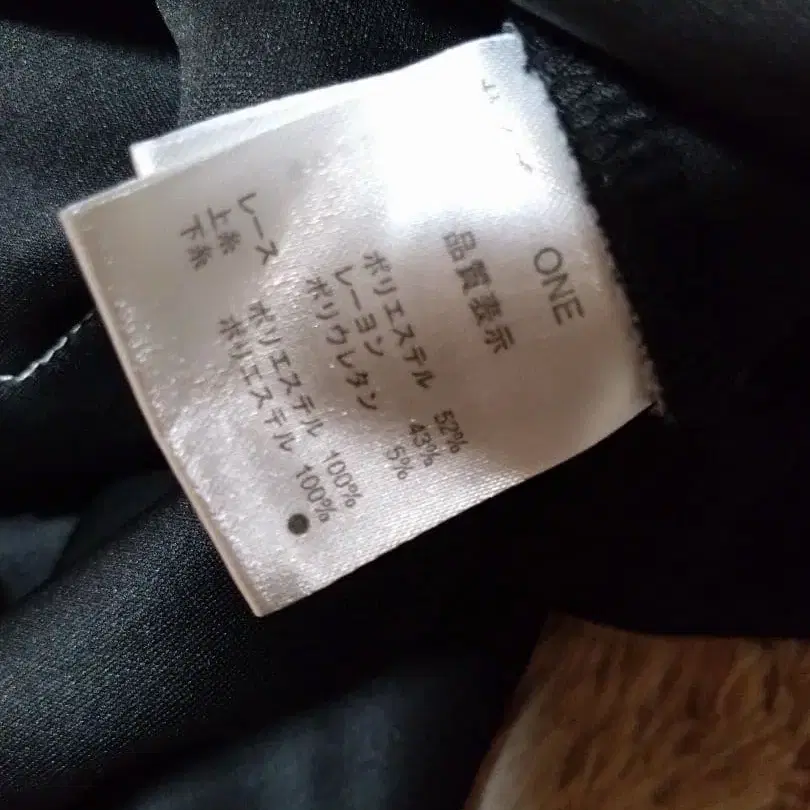 ONE
品質表示
ポリエステル 52%
レーヨン 43%
ポリウレタン 5%
レース
上糸 ポリエステル 100%
下糸 ポリエステル 100%